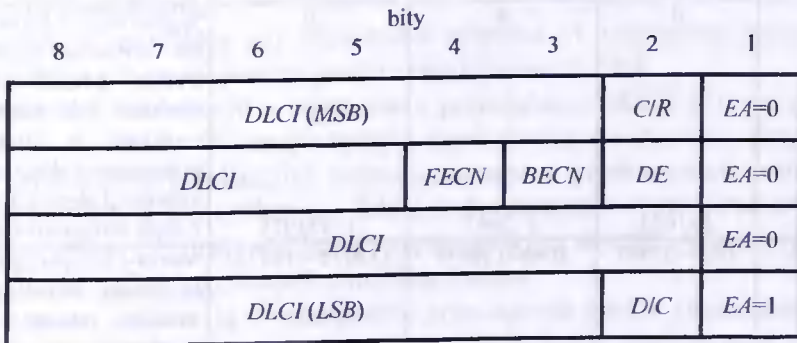 bity
8 7 6 5 4 3 2 1
DLCI (MSB) C/R EA=0
DLCI FECN BECN DE EA=0
DLCI EA=0
DLCI (LSB) D/C EA=1